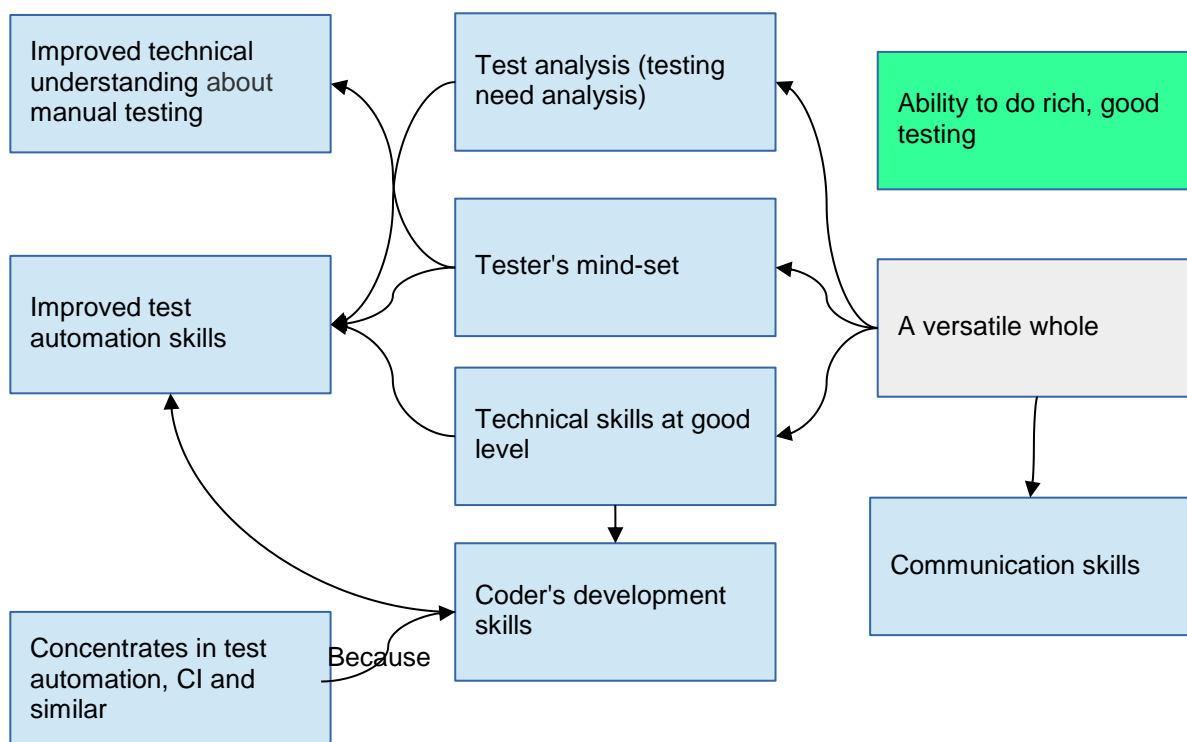 Improved technical
understanding about
manual testing
Test analysis (testing
need analysis)
Ability to do rich, good
testing
Tester's mind-set
Improved test
automation skills
A versatile whole
Technical skills at good
level
Communication skills
Coder's development
skills
Concentrates in test
automation, CI and
similar
Because